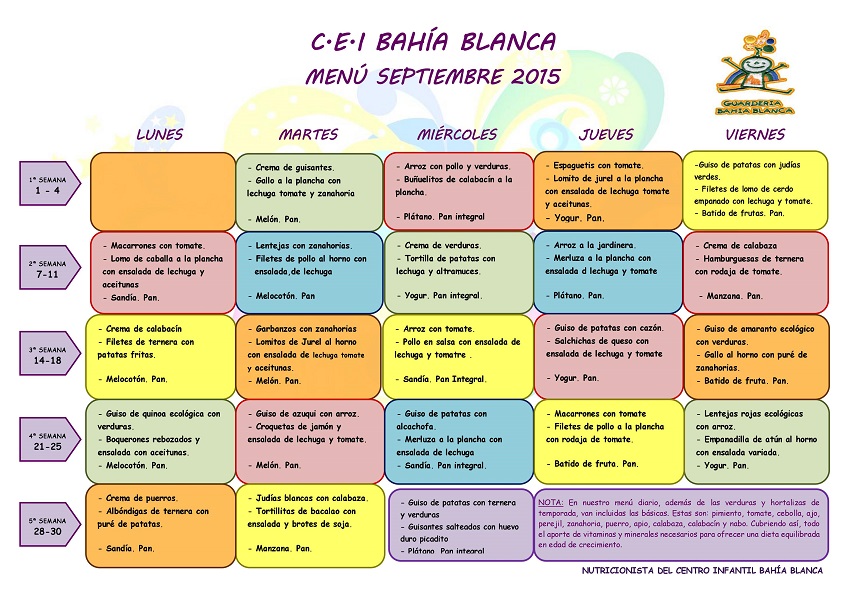 C·E·I BAHÍA BLANCA
MENÚ SEPTIEMBRE 2015
GUARDERIA
BAHIA BLANCA
LUNES
MARTES
MIÉRCOLES
JUEVES
VIERNES
1ª SEMANA
1 - 4
- Crema de guisantes.
- Gallo a la plancha con
lechuga tomate y zanahoria
- Melón. Pan.
- Arroz con pollo y verduras.
- Buñuelitos de calabacín a la
plancha.
- Plátano. Pan integral
- Espaguetis con tomate.
- Lomito de jurel a la plancha
con ensalada de lechuga tomate
y aceitunas.
- Yogur. Pan.
-Guiso de patatas con judías
verdes.
- Filetes de lomo de cerdo
empanado con lechuga y tomate.
- Batido de frutas. Pan.
2ª SEMANA
7-11
- Macarrones con tomate.
- Lomo de caballa a la plancha
con ensalada de lechuga y
aceitunas
- Sandía. Pan.
- Lentejas con zanahorias.
- Filetes de pollo al horno con
ensalada,de lechuga
- Melocotón. Pan
- Crema de verduras.
- Tortilla de patatas con
lechuga y altramuces.
- Yogur. Pan integral.
- Arroz a la jardinera.
- Merluza a la plancha con
ensalada d lechuga y tomate
- Plátano. Pan.
- Crema de calabaza
- Hamburguesas de ternera
con rodaja de tomate.
- Manzana. Pan.
3ª SEMANA
14-18
- Crema de calabacín
- Filetes de ternera con
patatas fritas.
- Melocotón. Pan.
- Garbanzos con zanahorias
- Lomitos de Jurel al horno
con ensalada de lechuga tomate
y aceitunas.
- Melón. Pan.
- Arroz con tomate.
- Pollo en salsa con ensalada de
lechuga y tomatre .
- Sandía. Pan Integral.
- Guiso de patatas con cazón.
- Salchichas de queso con
ensalada de lechuga y tomate
- Yogur. Pan.
- Guiso de amaranto ecológico
con verduras.
- Gallo al horno con puré de
zanahorias.
- Batido de fruta. Pan.
4ª SEMANA
21-25
- Guiso de quinoa ecológica con
verduras.
- Boquerones rebozados y
ensalada con aceitunas.
- Melocotón. Pan.
- Guiso de azuqui con arroz.
- Croquetas de jamón y
ensalada de lechuga y tomate.
- Melón. Pan.
- Guiso de patatas con
alcachofa.
- Merluza a la plancha con
ensalada de lechuga
- Sandía. Pan integral.
- Macarrones con tomate
- Filetes de pollo a la plancha
con rodaja de tomate.
- Batido de fruta. Pan.
- Lentejas rojas ecológicas
con arroz.
- Empanadilla de atún al horno
con ensalada variada.
- Yogur. Pan.
5ª SEMANA
28-30
- Crema de puerros.
- Albóndigas de ternera con
puré de patatas.
- Sandía. Pan.
- Judías blancas con calabaza.
- Tortillitas de bacalao con
ensalada y brotes de soja.
- Manzana. Pan.
- Guiso de patatas con ternera
y verduras
- Guisantes salteados con huevo
duro picadito
- Plátano Pan integral
NOTA: En nuestro menú diario, además de las verduras y hortalizas de
temporada, van incluidas las básicas. Estas son: pimiento, tomate, cebolla, ajo,
perejil, zanahoria, puerro, apio, calabaza, calabacín y nabo. Cubriendo así, todo
el aporte de vitaminas y minerales necesarios para ofrecer una dieta equilibrada
en edad de crecimiento.
NUTRICIONISTA DEL CENTRO INFANTIL BAHÍA BLANCA